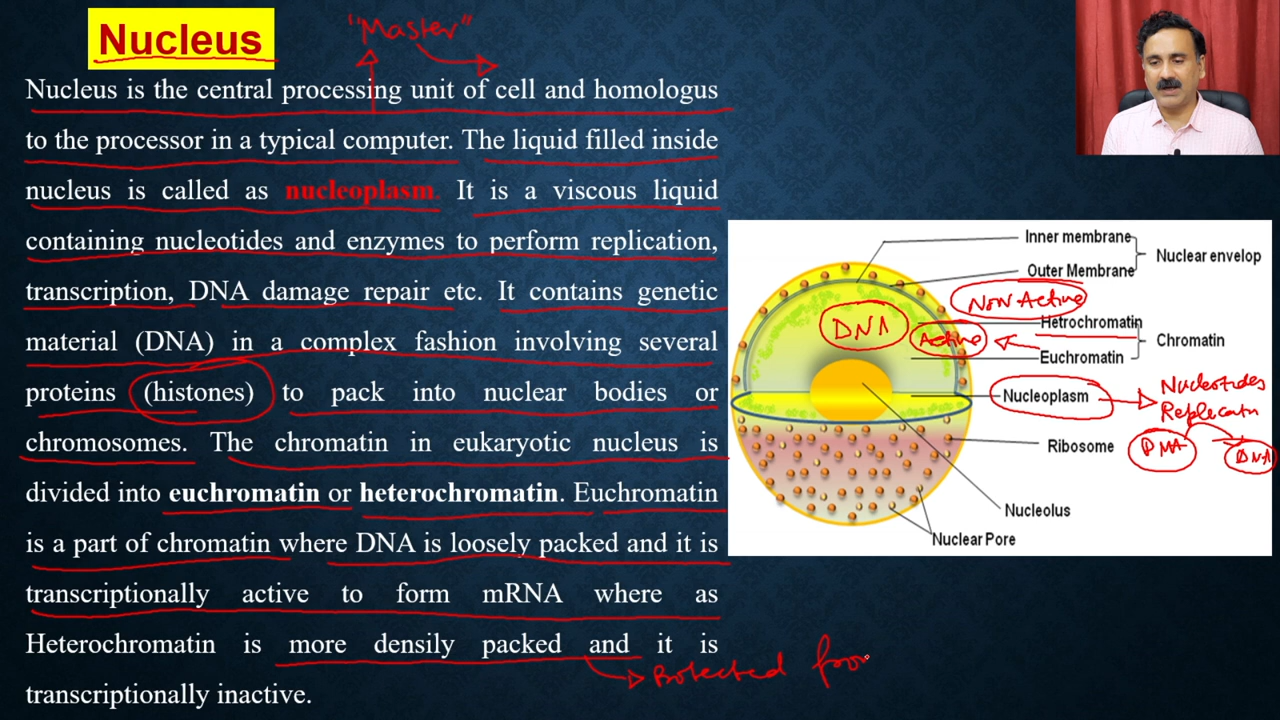 Nucleus
"Master"
Nucleus is the central processing unit of cell and homologus
to the processor in a typical computer. The liquid filled inside
nucleus is called as nucleoplasm. It is a viscous liquid
containing nucleotides and enzymes to perform replication,
transcription, DNA damage repair etc. It contains genetic
material (DNA) in a complex fashion involving several
proteins (histones) to pack into nuclear bodies or
chromosomes. The chromatin in eukaryotic nucleus is
divided into euchromatin or heterochromatin. Euchromatin
is a part of chromatin where DNA is loosely packed and it is
transcriptionally active to form mRNA where as
Heterochromatin is more densily packed and it is
transcriptionally inactive.
Protected from
Inner membrane
Nuclear envelop
Outer Membrane
Non Active
DNA
Hetrochromatin
Active
Chromatin
Euchromatin
Nucleoplasm
Nucleotides
Ribosome
DNA
DNA
Nucleolus
Nuclear Pore